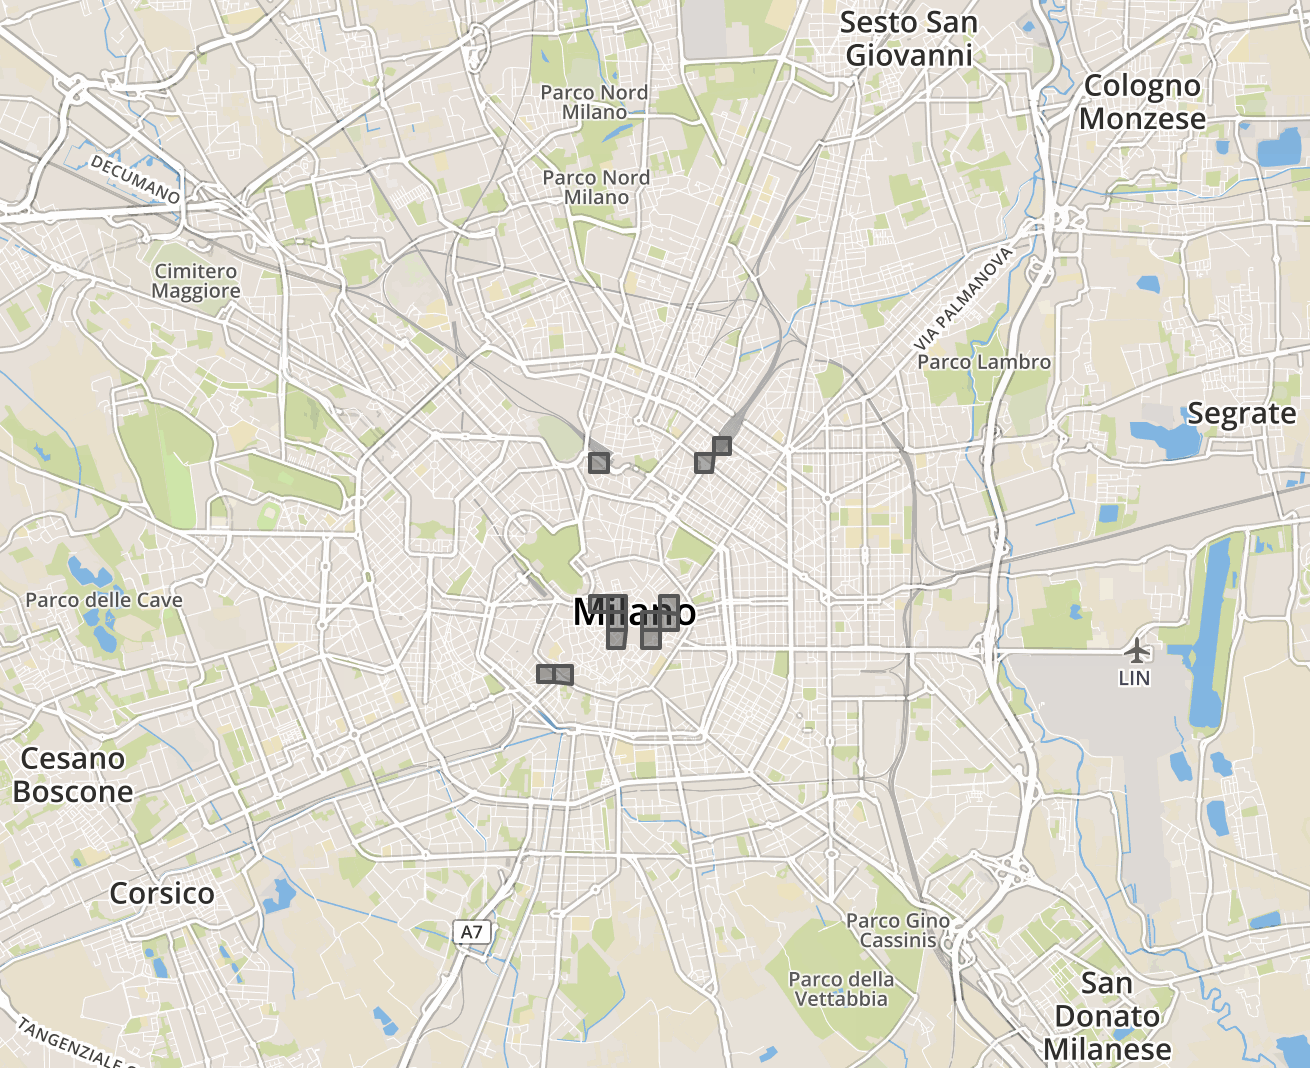 Sesto San
Giovanni
Cologno
Monzese
Parco Nord
Milano
DECUMANO
Parco Nord
Milano
Cimitero
Maggiore
VIA PALMANOVA
Parco Lambro
Segrate
Parco delle Cave
Milano
LIN
Cesano
Boscone
Corsico
A7
Parco Gino
Cassinis
Parco della
Vettabbia
San
Donato
Milanese
TANGENZIALE